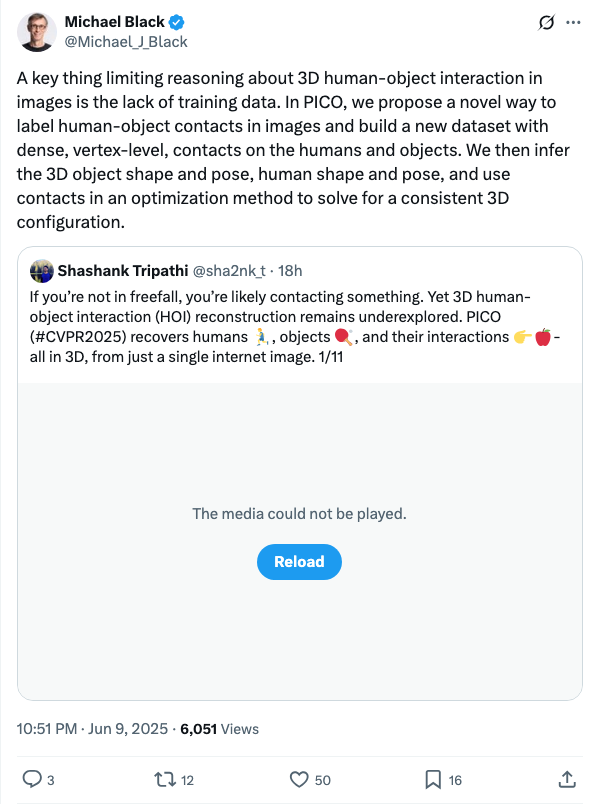 Michael Black
@Michael_J_Black
A key thing limiting reasoning about 3D human-object interaction in
images is the lack of training data. In PICO, we propose a novel way to
label human-object contacts in images and build a new dataset with
dense, vertex-level, contacts on the humans and objects. We then infer
the 3D object shape and pose, human shape and pose, and use
contacts in an optimization method to solve for a consistent 3D
configuration.
Shashank Tripathi @sha2nk_t · 18h
If you’re not in freefall, you’re likely contacting something. Yet 3D human-
object interaction (HOI) reconstruction remains underexplored. PICO
(#CVPR2025) recovers humans 🏃‍♂️, objects 🏓, and their interactions 👉🍎 -
all in 3D, from just a single internet image. 1/11
The media could not be played.
Reload
10:51 PM · Jun 9, 2025 · 6,051 Views
3 12 50 16